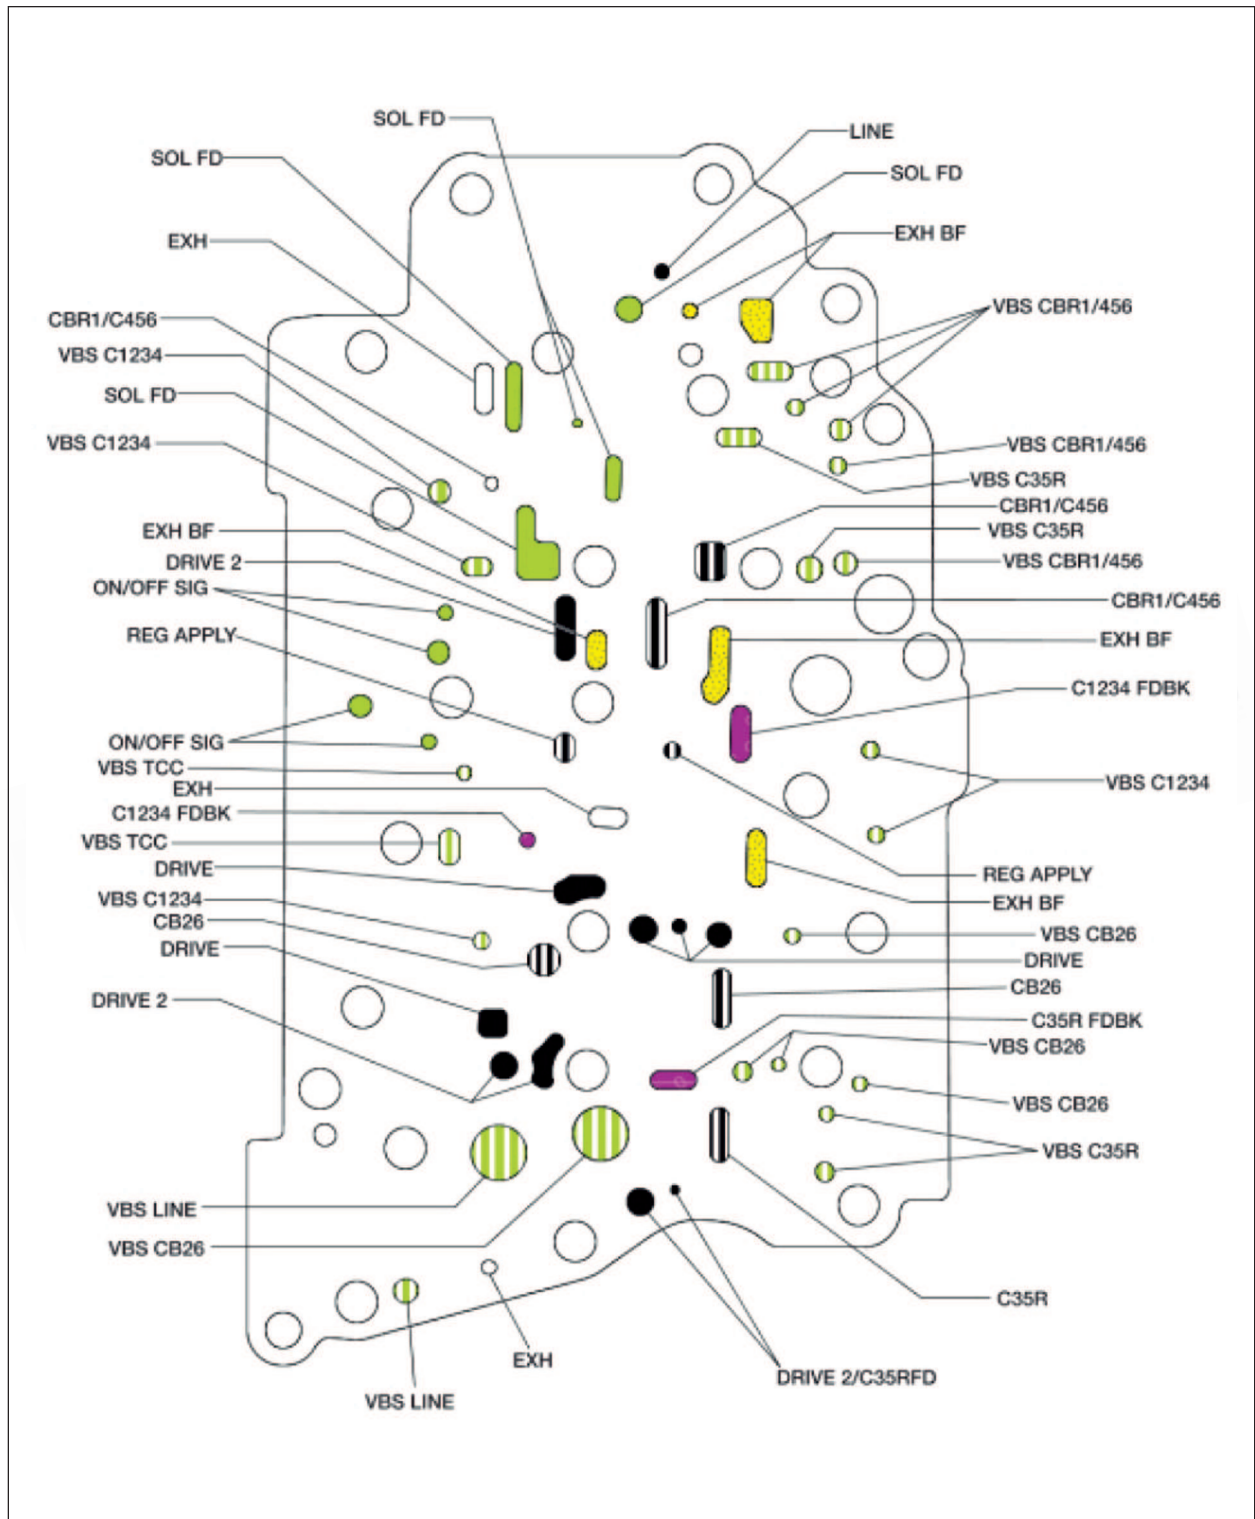 SOL FD
LINE
SOL FD
SOL FD
EXH
EXH BF
VBS CBR1/456
CBR1/C456
VBS C1234
SOL FD
VBS C1234
VBS CBR1/456
VBS C35R
CBR1/C456
EXH BF
VBS C35R
DRIVE 2
VBS CBR1/456
ON/OFF SIG
CBR1/C456
REG APPLY
EXH BF
C1234 FDBK
ON/OFF SIG
VBS TCC
EXH
VBS C1234
C1234 FDBK
VBS TCC
DRIVE
REG APPLY
VBS C1234
EXH BF
CB26
VBS CB26
DRIVE
DRIVE
CB26
DRIVE 2
C35R FDBK
VBS CB26
VBS CB26
VBS C35R
VBS LINE
VBS CB26
C35R
EXH
DRIVE 2/C35RFD
VBS LINE